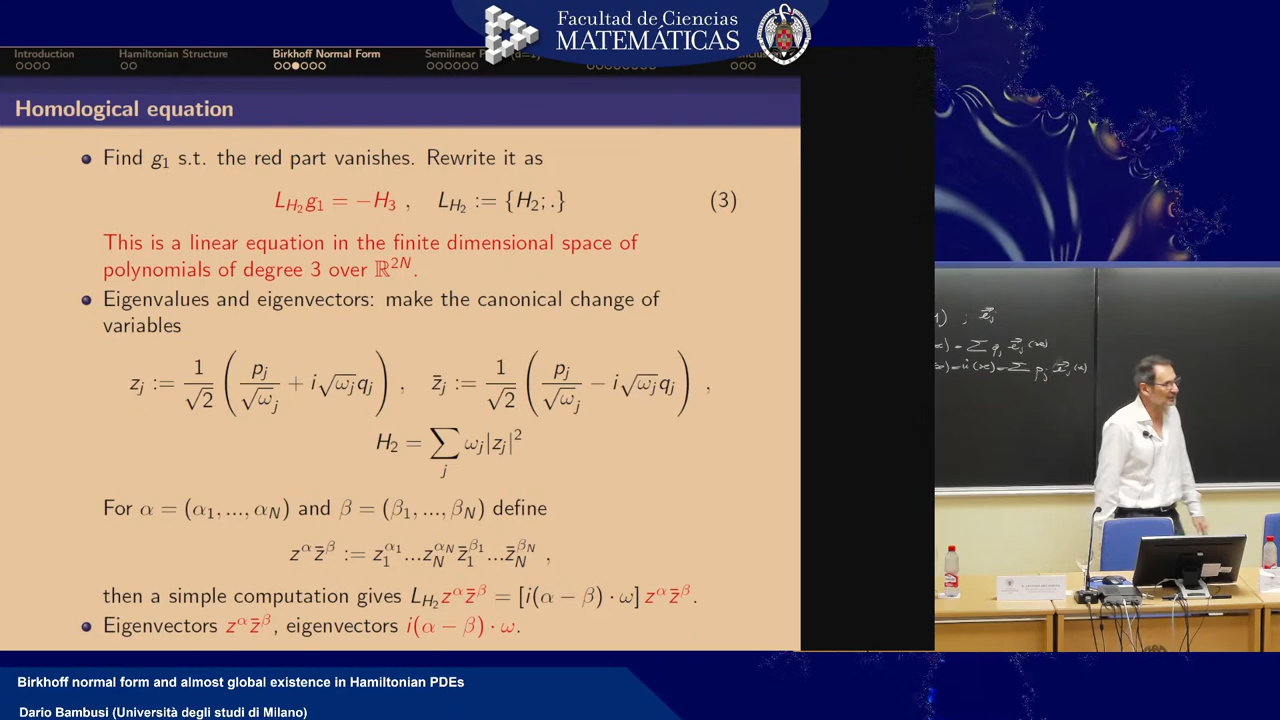 Facultad de Ciencias
MATEMÁTICAS
Introduction Hamiltonian Structure Birkhoff Normal Form Semilinear
Homological equation
Find g₁ s.t. the red part vanishes. Rewrite it as
L_{H₂}g₁ = −H₃ , L_{H₂} := {H₂; .} (3)
This is a linear equation in the finite dimensional space of
polynomials of degree 3 over ℝ^{2N}.
Eigenvalues and eigenvectors: make the canonical change of
variables
z_j := 1/√2 (p_j/√ω_j + i√ω_j q_j) , z̄_j := 1/√2 (p_j/√ω_j − i√ω_j q_j) ,
H₂ = ∑_j ω_j|z_j|²
For α = (α₁, ..., α_N) and β = (β₁, ..., β_N) define
z^α z̄^β := z₁^{α₁}...z_N^{α_N} z̄₁^{β₁}...z̄_N^{β_N} ,
then a simple computation gives L_{H₂} z^α z̄^β = [i(α − β) · ω] z^α z̄^β.
Eigenvectors z^α z̄^β, eigenvectors i(α − β) · ω.
Birkhoff normal form and almost global existence in Hamiltonian PDEs
Dario Bambusi (Università degli studi di Milano)